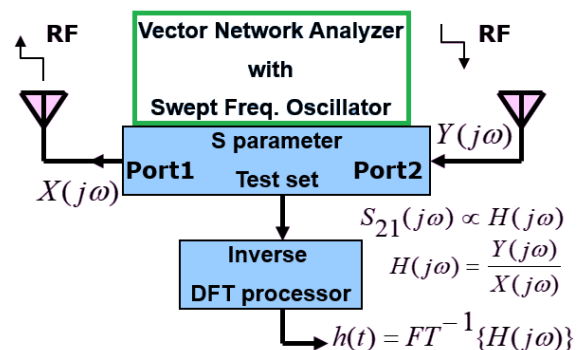 RF
Vector Network Analyzer
with
Swept Freq. Oscillator
RF
X(jω)
Port1
S parameter
Test set
Port2
Y(jω)
S₂₁(jω) ∝ H(jω)
H(jω) = Y(jω) / X(jω)
Inverse
DFT processor
h(t) = FT⁻¹{H(jω)}